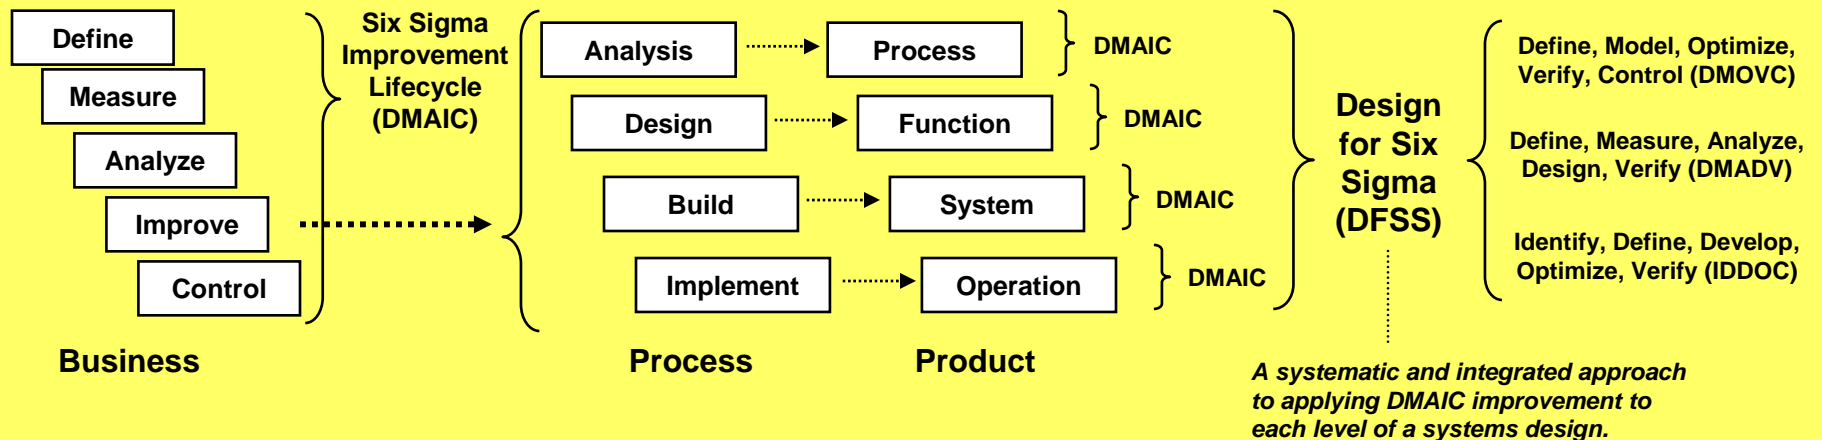 Define
Measure
Analyze
Improve
Control
Business
Six Sigma
Improvement
Lifecycle
(DMAIC)
Analysis
Process
DMAIC
Design
Function
DMAIC
Build
System
DMAIC
Implement
Operation
DMAIC
Process
Product
Design
for Six
Sigma
(DFSS)
Define, Model, Optimize,
Verify, Control (DMOVC)
Define, Measure, Analyze,
Design, Verify (DMADV)
Identify, Define, Develop,
Optimize, Verify (IDDOC)
A systematic and integrated approach
to applying DMAIC improvement to
each level of a systems design.